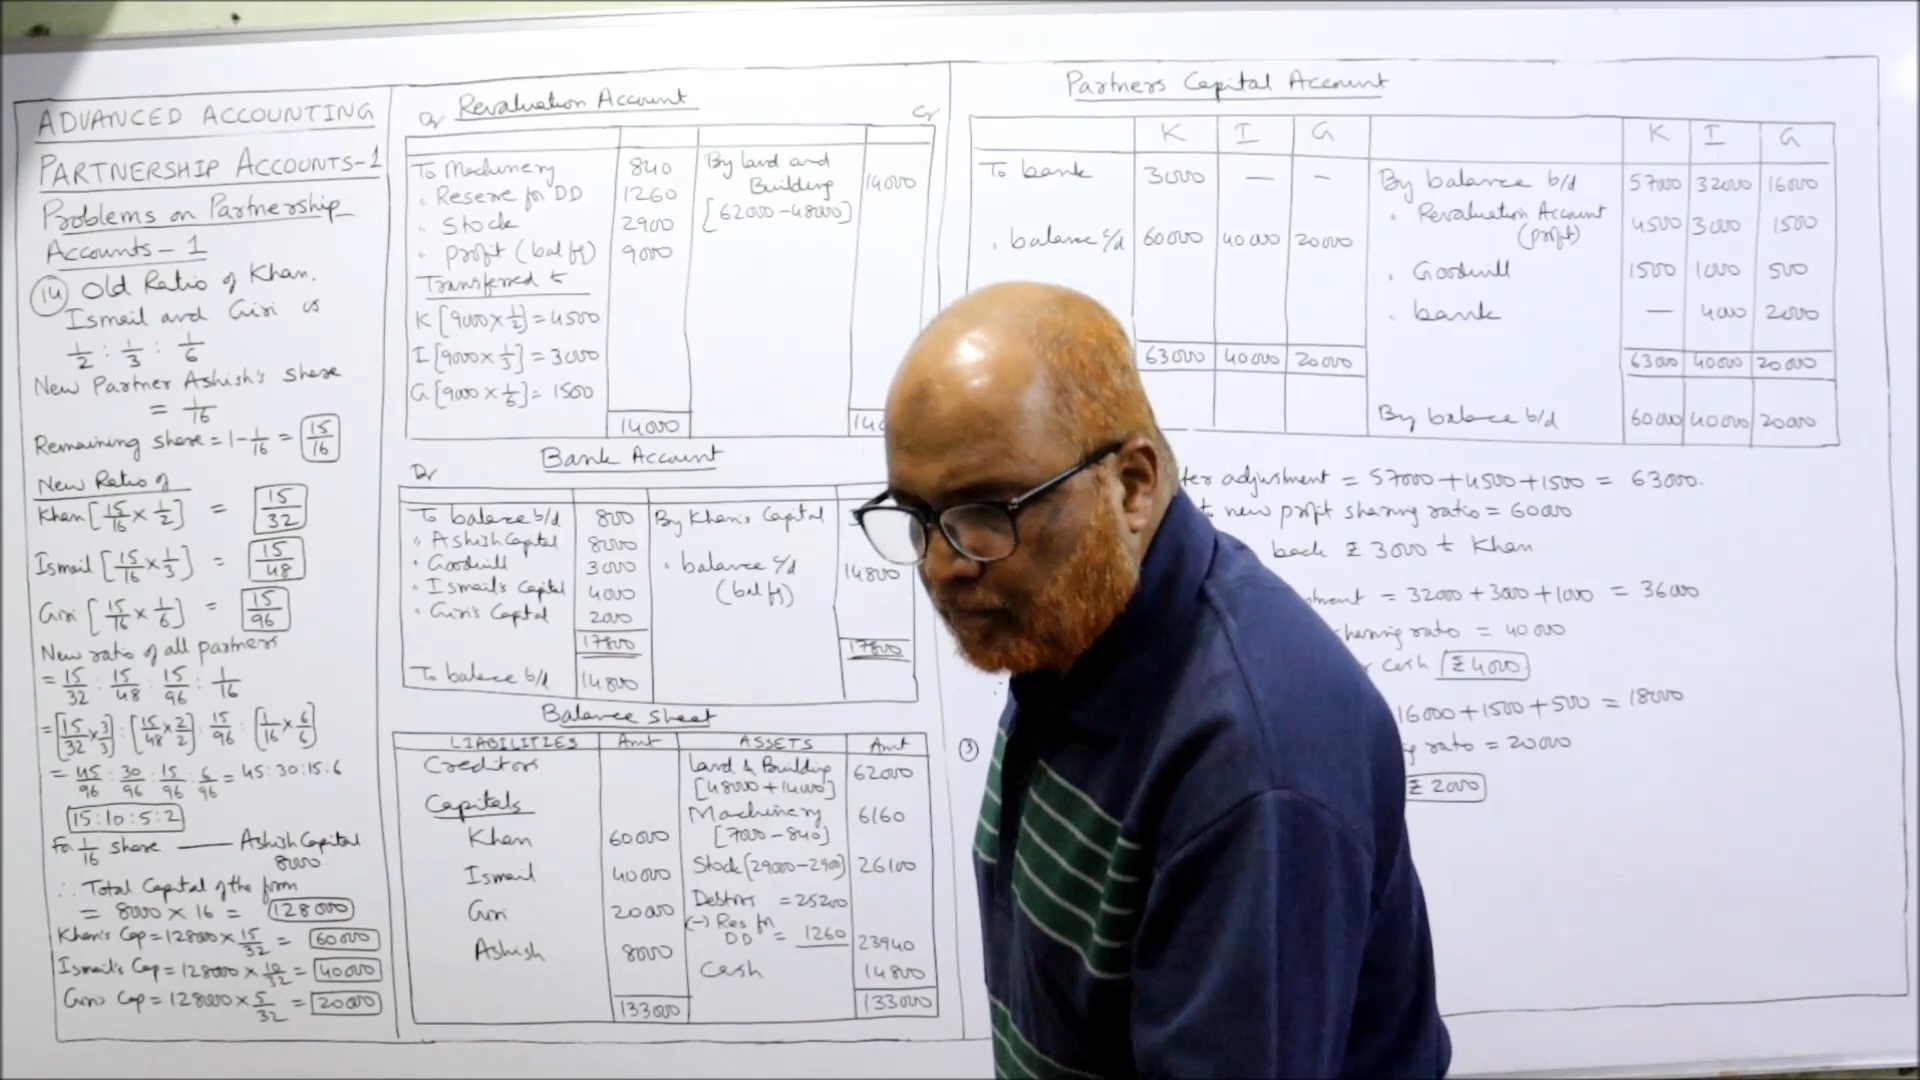 ADVANCED ACCOUNTING
PARTNERSHIP ACCOUNTS-1
Problems on Partnership
Accounts-1
(14) Old Ratio of Khan,
Ismail and Giri is
1/2 : 1/3 : 1/6
New Partner Ashish's share
= 1/16
Remaining share = 1 - 1/16 = 15/16
New Ratio of
Khan [15/16 × 1/2] = 15/32
Ismail [15/16 × 1/3] = 15/48
Giri [15/16 × 1/6] = 15/96
New ratio of all partners
= 15/32 : 15/48 : 15/96 : 1/16
= [15/32 × 3/3] : [15/48 × 2/2] : 15/96 : [1/16 × 6/6]
= 45/96 : 30/96 : 15/96 : 6/96 = 45:30:15:6
15:10:5:2
For 1/16 share —— Ashish Capital
8000
∴ Total Capital of the firm
= 8000 × 16 = 128000
Khan's Cap = 128000 × 15/32 = 60000
Ismail's Cap = 128000 × 10/32 = 40000
Giri's Cap = 128000 × 5/32 = 20000
Dr Revaluation Account Cr
To Machinery 840 By land and
Building 14000
" Reserve for DD 1260 [62000-48000]
" Stock 2900
" profit (bal fig) 9000
Transferred to
K [9000 × 1/2] = 4500
I [9000 × 1/3] = 3000
G [9000 × 1/6] = 1500
14000 140
Dr Bank Account
To balance b/d 800 By Khan's Capital
" Ashish Capital 8000
" Goodwill 3000 " balance c/d 14800
" Ismail's Capital 4000 (bal fig)
" Giri's Capital 2000
17800 17800
To balance b/d 14800
Balance Sheet
LIABILITIES Amt ASSETS Amt
Creditors Land & Building 62000
[48000+14000]
Capitals Machinery 6160
Khan 60000 [7000-840]
Ismail 40000 Stock (29000-2900) 26100
Giri 20000 Debtors = 25200
(-) Res for
DD = 1260 23940
Ashish 8000 Cash 14800
133000 133000
Partners Capital Account
K I G K I G
To bank 3000 — - By balance b/d 57000 32000 16000
" Revaluation Account
(profit) 4500 3000 1500
" balance c/d 60000 40000 20000
" Goodwill 1500 1000 500
" bank — 4000 2000
63000 40000 20000 63000 40000 20000
By balance b/d 60000 40000 20000
ter adjustment = 57000+4500+1500 = 63000.
to new profit sharing ratio = 60000
back ₹ 3000 to Khan
tment = 32000+3000+1000 = 36000
sharing ratio = 40000
cash ₹4000
16000+1500+500 = 18000
(3) g ratio = 20000
₹ 2000